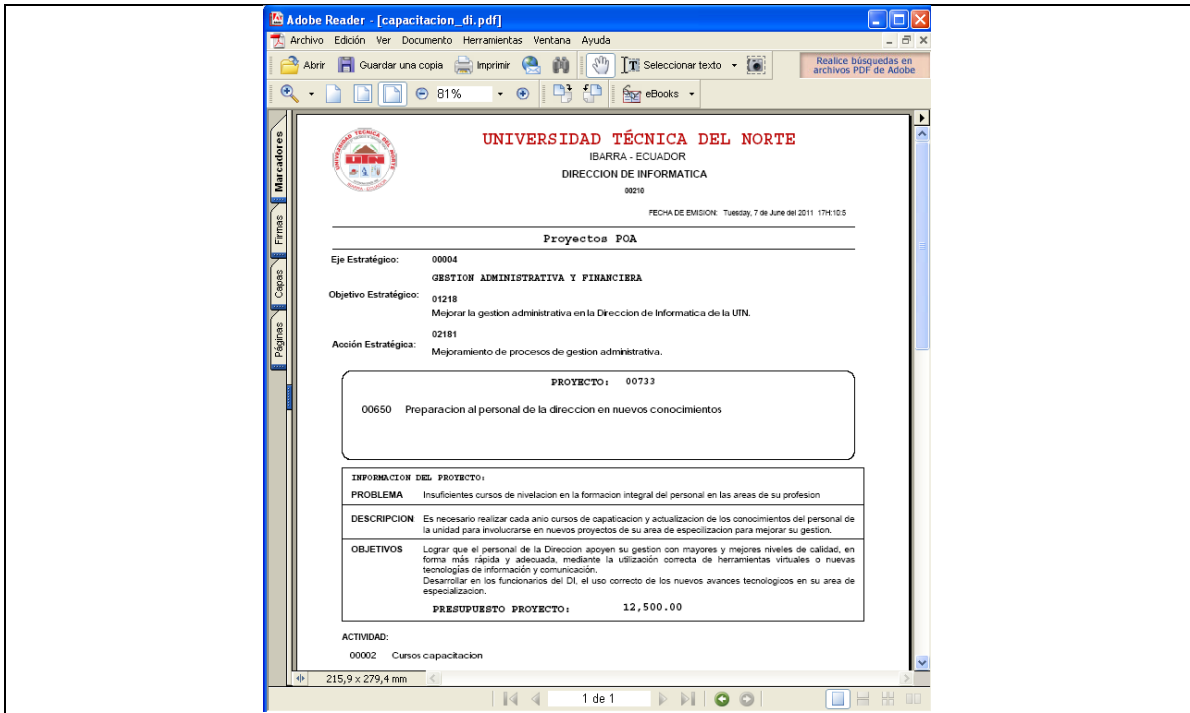 Adobe Reader - [capacitacion_di.pdf]
Archivo Edición Ver Documento Herramientas Ventana Ayuda
Abrir Guardar una copia Imprimir Seleccionar texto
Realice búsquedas en
archivos PDF de Adobe
81% eBooks
Marcadores
Firmas
Capas
Páginas
UNIVERSIDAD TÉCNICA DEL NORTE
UTN
IBARRA - ECUADOR
DIRECCION DE INFORMATICA
00210
FECHA DE EMISION: Tuesday, 7 de June del 2011 17H:10:5
Proyectos POA
Eje Estratégico: 00004
GESTION ADMINISTRATIVA Y FINANCIERA
Objetivo Estratégico: 01218
Mejorar la gestion administrativa en la Direccion de Informatica de la UTN.
Acción Estratégica: 02181
Mejoramiento de procesos de gestion administrativa.
PROYECTO: 00733
00650 Preparacion al personal de la direccion en nuevos conocimientos
INFORMACION DEL PROYECTO:
PROBLEMA Insuficientes cursos de nivelacion en la formacion integral del personal en las areas de su profesion
DESCRIPCION Es necesario realizar cada anio cursos de capaticacion y actualizacion de los conocimientos del personal de
la unidad para involucrarse en nuevos proyectos de su area de especilizacion para mejorar su gestion.
OBJETIVOS Lograr que el personal de la Direccion apoyen su gestion con mayores y mejores niveles de calidad, en
forma más rápida y adecuada, mediante la utilización correcta de herramientas virtuales o nuevas
tecnologías de información y comunicación.
Desarrollar en los funcionarios del DI, el uso correcto de los nuevos avances tecnologicos en su area de
especializacion.
PRESUPUESTO PROYECTO: 12,500.00
ACTIVIDAD:
00002 Cursos capacitacion
215,9 x 279,4 mm
1 de 1